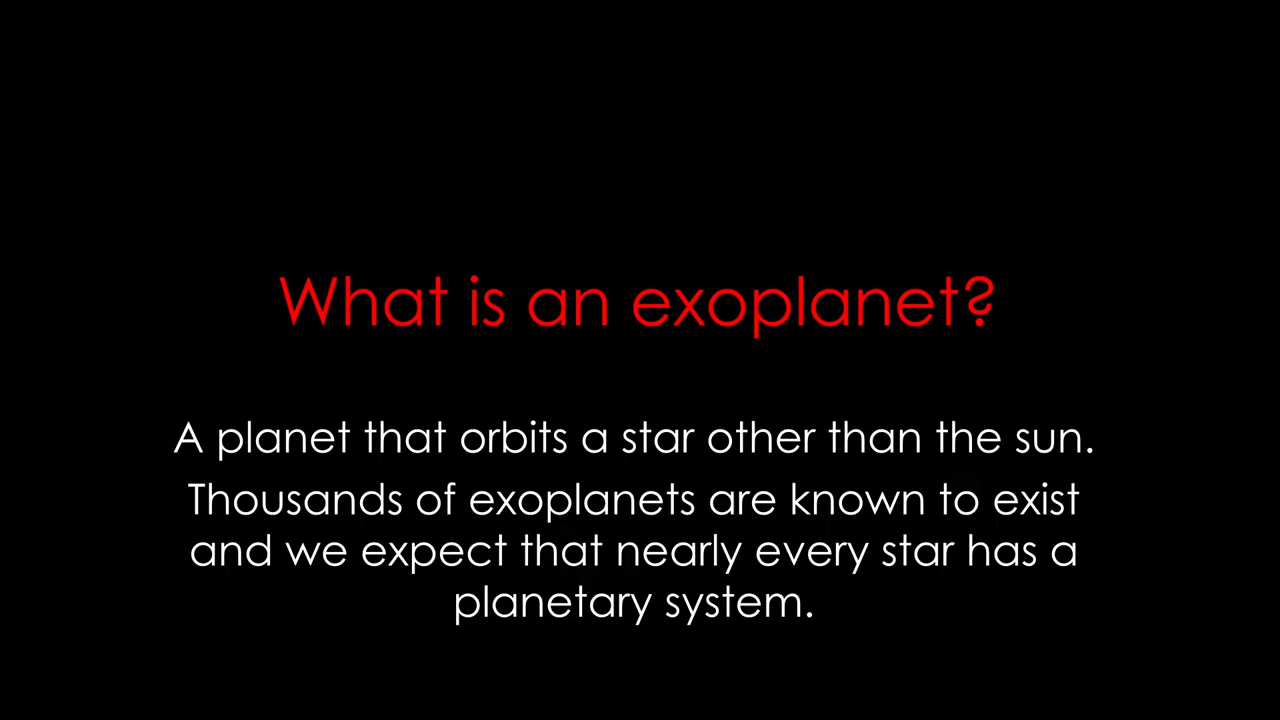 What is an exoplanet?
A planet that orbits a star other than the sun.
Thousands of exoplanets are known to exist
and we expect that nearly every star has a
planetary system.